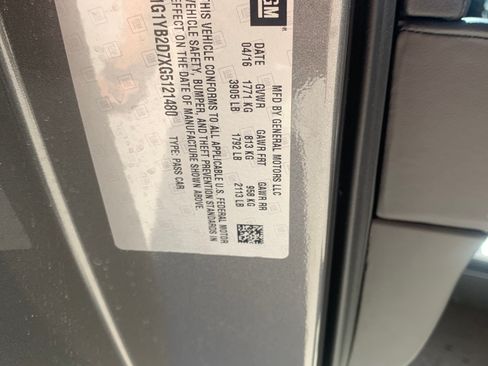 GM
MFD BY GENERAL MOTORS LLC
DATE GVWR GAWR FRT GAWR RR
04/16 1771 KG 813 KG 958 KG
3905 LB 1792 LB 2113 LB
THIS VEHICLE CONFORMS TO ALL APPLICABLE U.S. FEDERAL MOTOR
VEHICLE SAFETY, BUMPER, AND THEFT PREVENTION STANDARDS IN
EFFECT ON THE DATE OF MANUFACTURE SHOWN ABOVE.
1G1YB2D7XG5121480 TYPE: PASS CAR